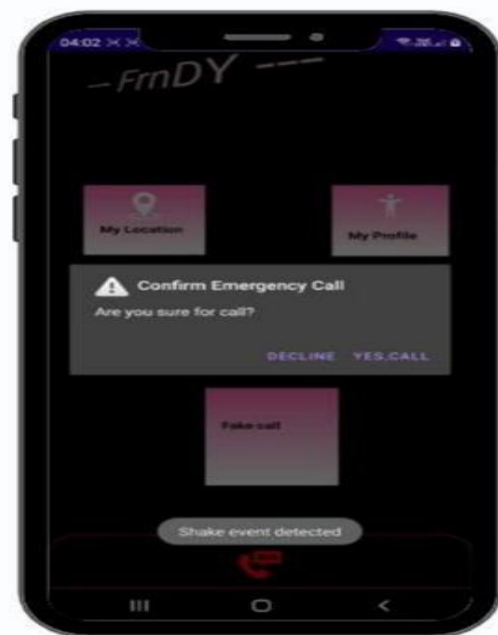 04:02
– FrnDY ---
My Location
My Profile
Confirm Emergency Call
Are you sure for call?
DECLINE YES,CALL
Fake call
Shake event detected